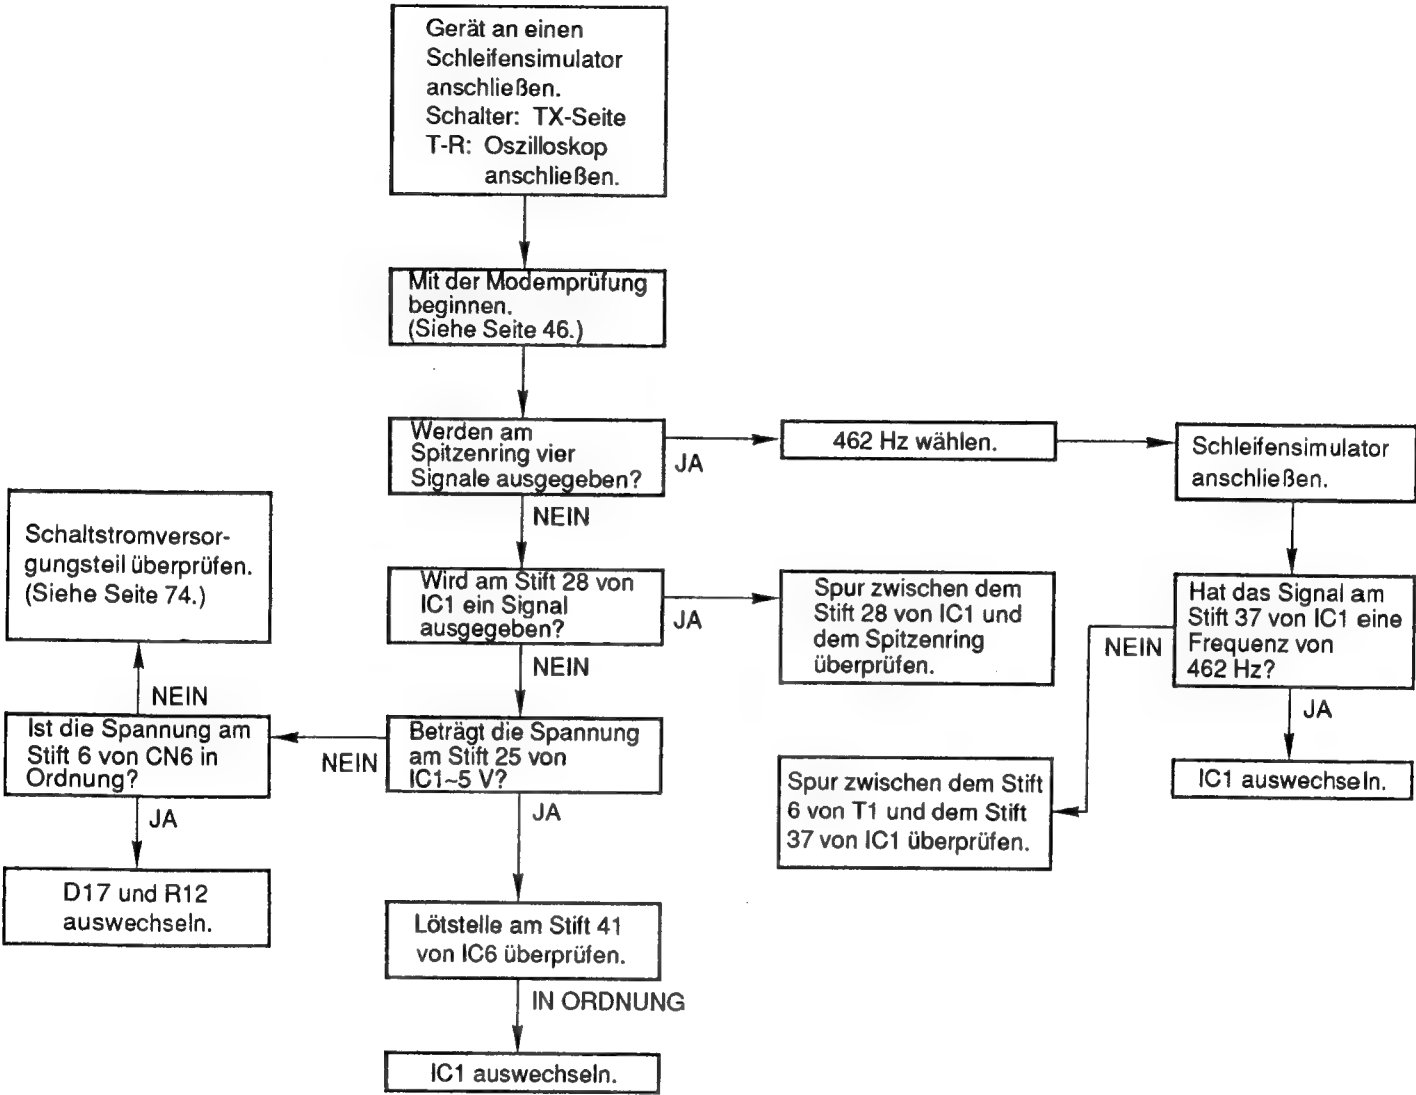 Gerät an einen
Schleifensimulator
anschließen.
Schalter: TX-Seite
T-R: Oszilloskop
anschließen.
Mit der Modemprüfung
beginnen.
(Siehe Seite 46.)
Werden am
Spitzenring vier
Signale ausgegeben?
JA
462 Hz wählen.
Schleifensimulator
anschließen.
NEIN
Schaltstromversor-
gungsteil überprüfen.
(Siehe Seite 74.)
Wird am Stift 28 von
IC1 ein Signal
ausgegeben?
JA
Spur zwischen dem
Stift 28 von IC1 und
dem Spitzenring
überprüfen.
Hat das Signal am
Stift 37 von IC1 eine
Frequenz von
462 Hz?
NEIN
NEIN
NEIN
JA
Ist die Spannung am
Stift 6 von CN6 in
Ordnung?
NEIN
Beträgt die Spannung
am Stift 25 von
IC1~5 V?
Spur zwischen dem Stift
6 von T1 und dem Stift
37 von IC1 überprüfen.
IC1 auswechseln.
JA
JA
D17 und R12
auswechseln.
Lötstelle am Stift 41
von IC6 überprüfen.
IN ORDNUNG
IC1 auswechseln.